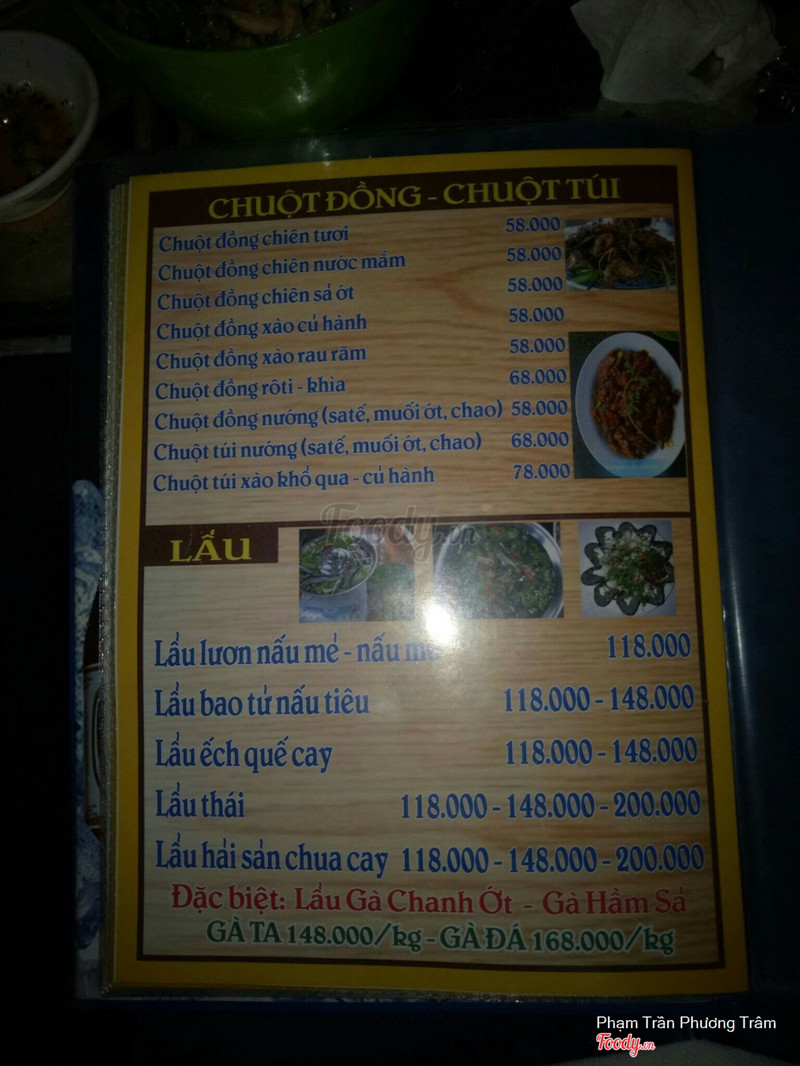 CHUỘT ĐỒNG - CHUỘT TÚI
Chuột đồng chiên tươi 58.000
Chuột đồng chiên nước mắm 58.000
Chuột đồng chiên sả ớt 58.000
Chuột đồng xào củ hành 58.000
Chuột đồng xào rau răm 58.000
Chuột đồng rôti - khìa 68.000
Chuột đồng nướng (satế, muối ớt, chao) 58.000
Chuột túi nướng (satế, muối ớt, chao) 68.000
Chuột túi xào khổ qua - củ hành 78.000
Foody.vn
LẨU
Lẩu lươn nấu mẻ - nấu 118.000
Lẩu bao tử nấu tiêu 118.000 - 148.000
Lẩu ếch quế cay 118.000 - 148.000
Lẩu thái 118.000 - 148.000 - 200.000
Lẩu hải sản chua cay 118.000 - 148.000 - 200.000
Đặc biệt: Lẩu Gà Chanh Ớt - Gà Hầm Sả
GÀ TA 148.000/kg - GÀ ĐÁ 168.000/kg
Phạm Trần Phương Trâm
Foody.vn